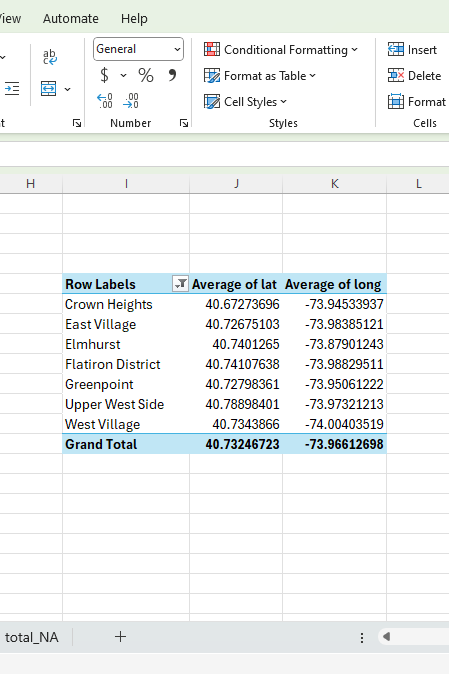 View Automate Help
ab
General
Conditional Formatting
Insert
$ % 9
Format as Table
Delete
.00
Cell Styles
Format
Number
Styles
Cells
H I J K L
Row Labels Average of lat Average of long
Crown Heights 40.67273696 -73.94533937
East Village 40.72675103 -73.98385121
Elmhurst 40.7401265 -73.87901243
Flatiron District 40.74107638 -73.98829511
Greenpoint 40.72798361 -73.95061222
Upper West Side 40.78898401 -73.97321213
West Village 40.7343866 -74.00403519
Grand Total 40.73246723 -73.96612698
total_NA +